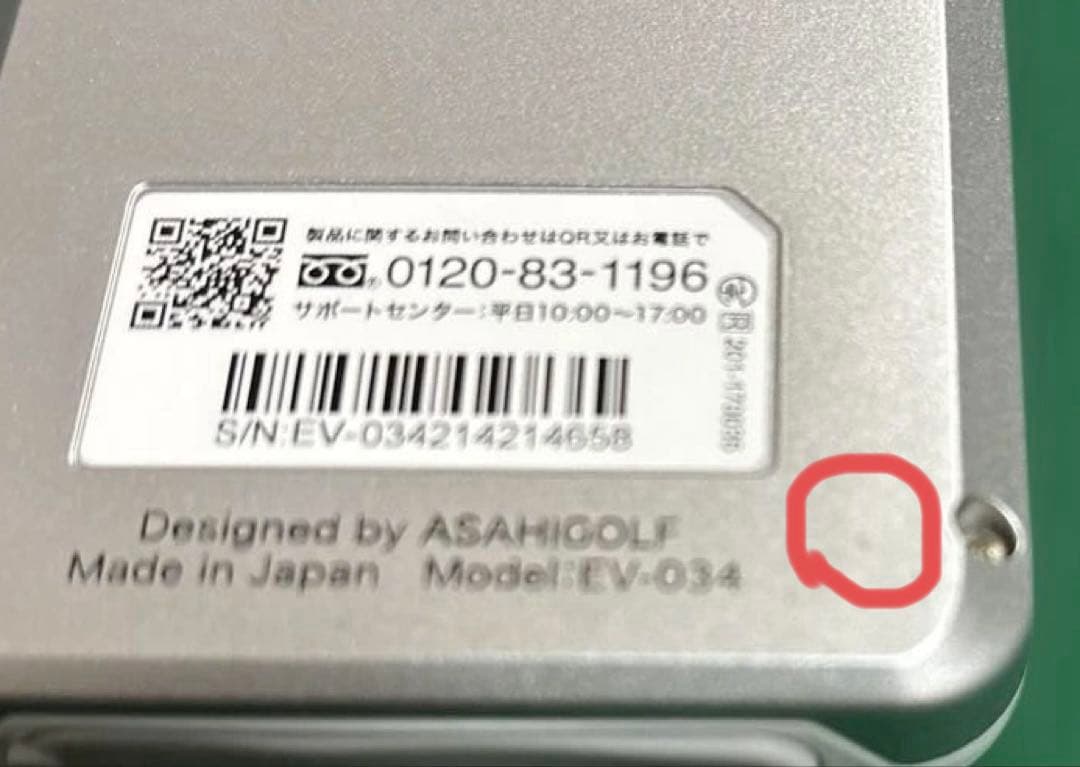 製品に関するお問い合わせはQR又はお電話で
0120-83-1196
サポートセンター:平日10:00〜17:00
R
S/N:EV-034214214658
Designed by ASAHIGOLF
Made in Japan Model:EV-034